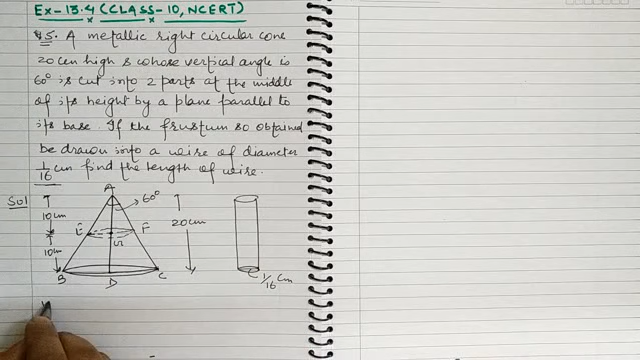 Ex-13.4 (CLASS-10, NCERT)
Q5. A metallic right circular cone
20 cm high & whose vertical angle is
60° is cut into 2 parts at the middle
of its height by a plane parallel to
its base. If the frustum so obtained
be drawn into a wire of diameter
1/16 cm find the length of wire.
Sol
A
60°
10cm
20cm
E
F
G
10cm
B
D
C
1/16 cm